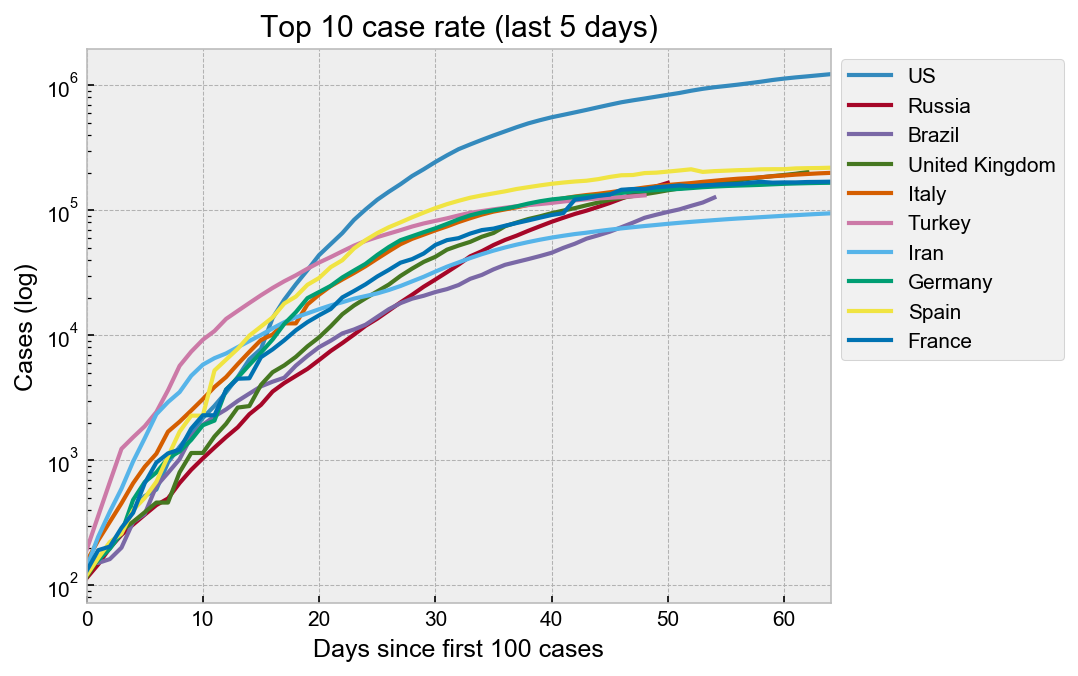 Top 10 case rate (last 5 days)
Cases (log)
10^6
10^5
10^4
10^3
10^2
0 10 20 30 40 50 60
Days since first 100 cases
US
Russia
Brazil
United Kingdom
Italy
Turkey
Iran
Germany
Spain
France